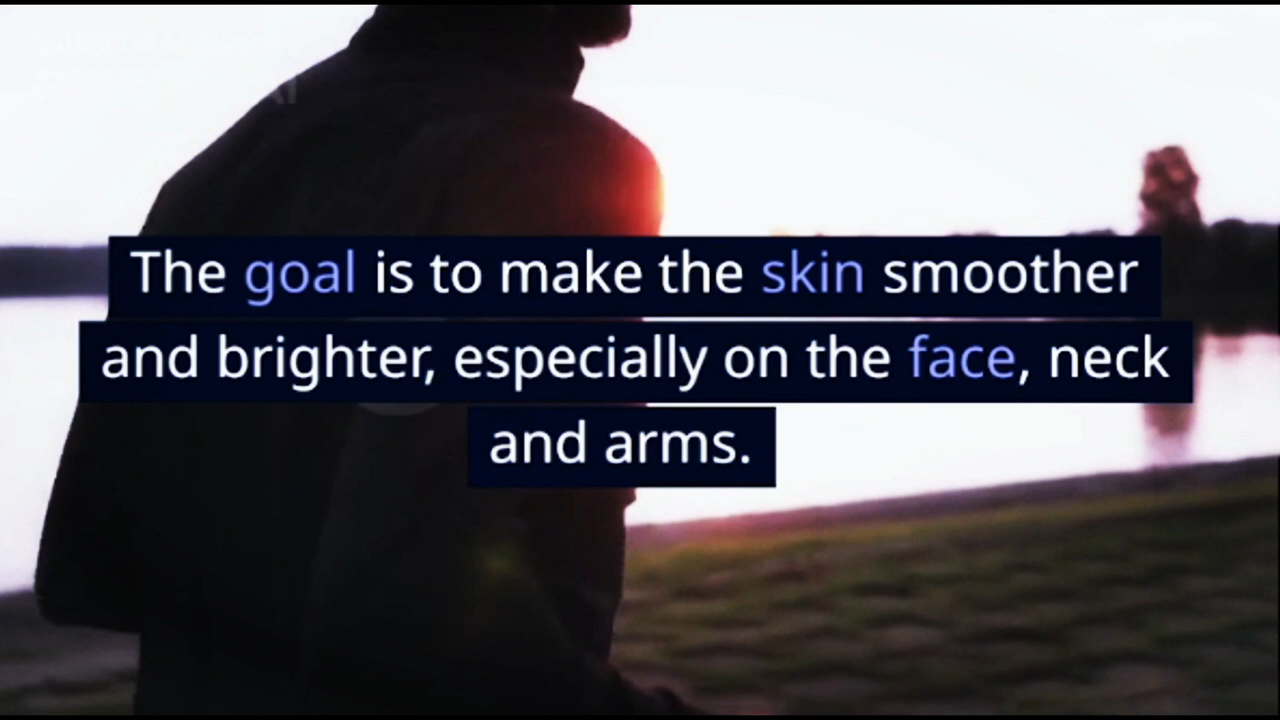 The goal is to make the skin smoother
and brighter, especially on the face, neck
and arms.